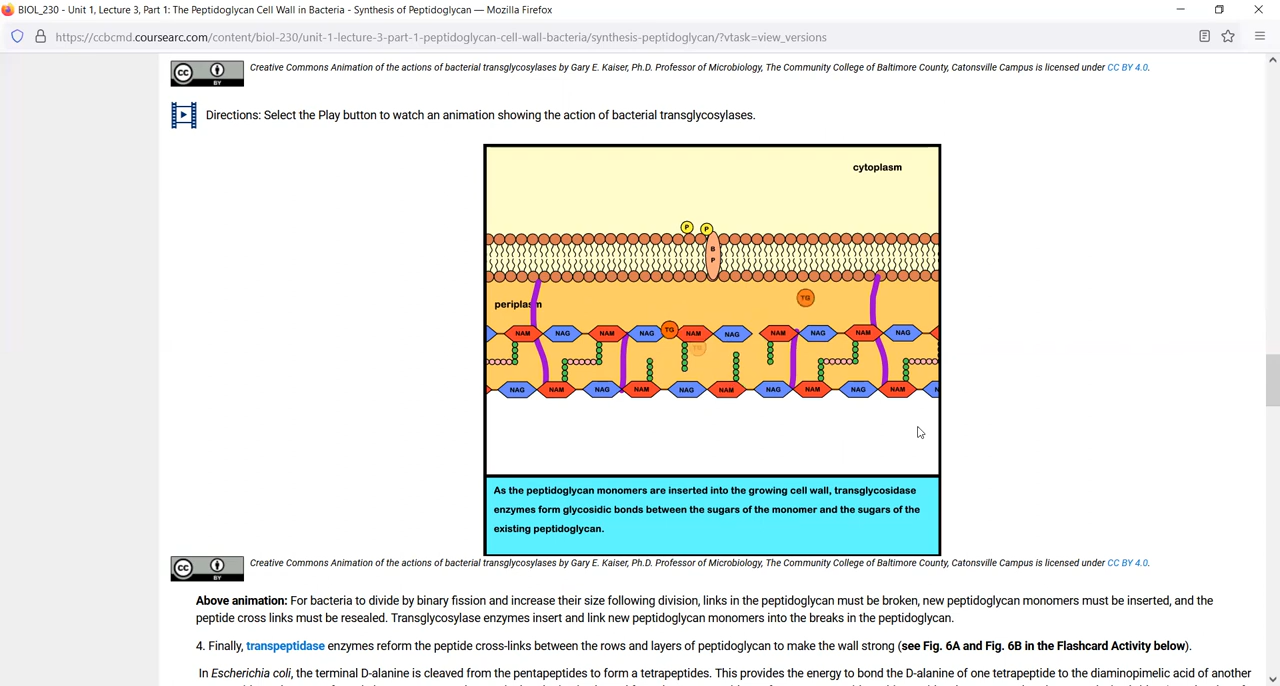 BIOL_230 - Unit 1, Lecture 3, Part 1: The Peptidoglycan Cell Wall in Bacteria - Synthesis of Peptidoglycan — Mozilla Firefox
https://ccbcmd.coursearc.com/content/biol-230/unit-1-lecture-3-part-1-peptidoglycan-cell-wall-bacteria/synthesis-peptidoglycan/?vtask=view_versions
cc BY Creative Commons Animation of the actions of bacterial transglycosylases by Gary E. Kaiser, Ph.D. Professor of Microbiology, The Community College of Baltimore County, Catonsville Campus is licensed under CC BY 4.0.
Directions: Select the Play button to watch an animation showing the action of bacterial transglycosylases.
cytoplasm
P P
B
P
TG
periplasm
NAM NAG NAM NAG TG NAM NAG NAM NAG NAM NAG
TG
NAG NAM NAG NAM NAG NAM NAG NAM NAG NAM N
As the peptidoglycan monomers are inserted into the growing cell wall, transglycosidase
enzymes form glycosidic bonds between the sugars of the monomer and the sugars of the
existing peptidoglycan.
cc BY Creative Commons Animation of the actions of bacterial transglycosylases by Gary E. Kaiser, Ph.D. Professor of Microbiology, The Community College of Baltimore County, Catonsville Campus is licensed under CC BY 4.0.
Above animation: For bacteria to divide by binary fission and increase their size following division, links in the peptidoglycan must be broken, new peptidoglycan monomers must be inserted, and the
peptide cross links must be resealed. Transglycosylase enzymes insert and link new peptidoglycan monomers into the breaks in the peptidoglycan.
4. Finally, transpeptidase enzymes reform the peptide cross-links between the rows and layers of peptidoglycan to make the wall strong (see Fig. 6A and Fig. 6B in the Flashcard Activity below).
In Escherichia coli, the terminal D-alanine is cleaved from the pentapeptides to form a tetrapeptides. This provides the energy to bond the D-alanine of one tetrapeptide to the diaminopimelic acid of another